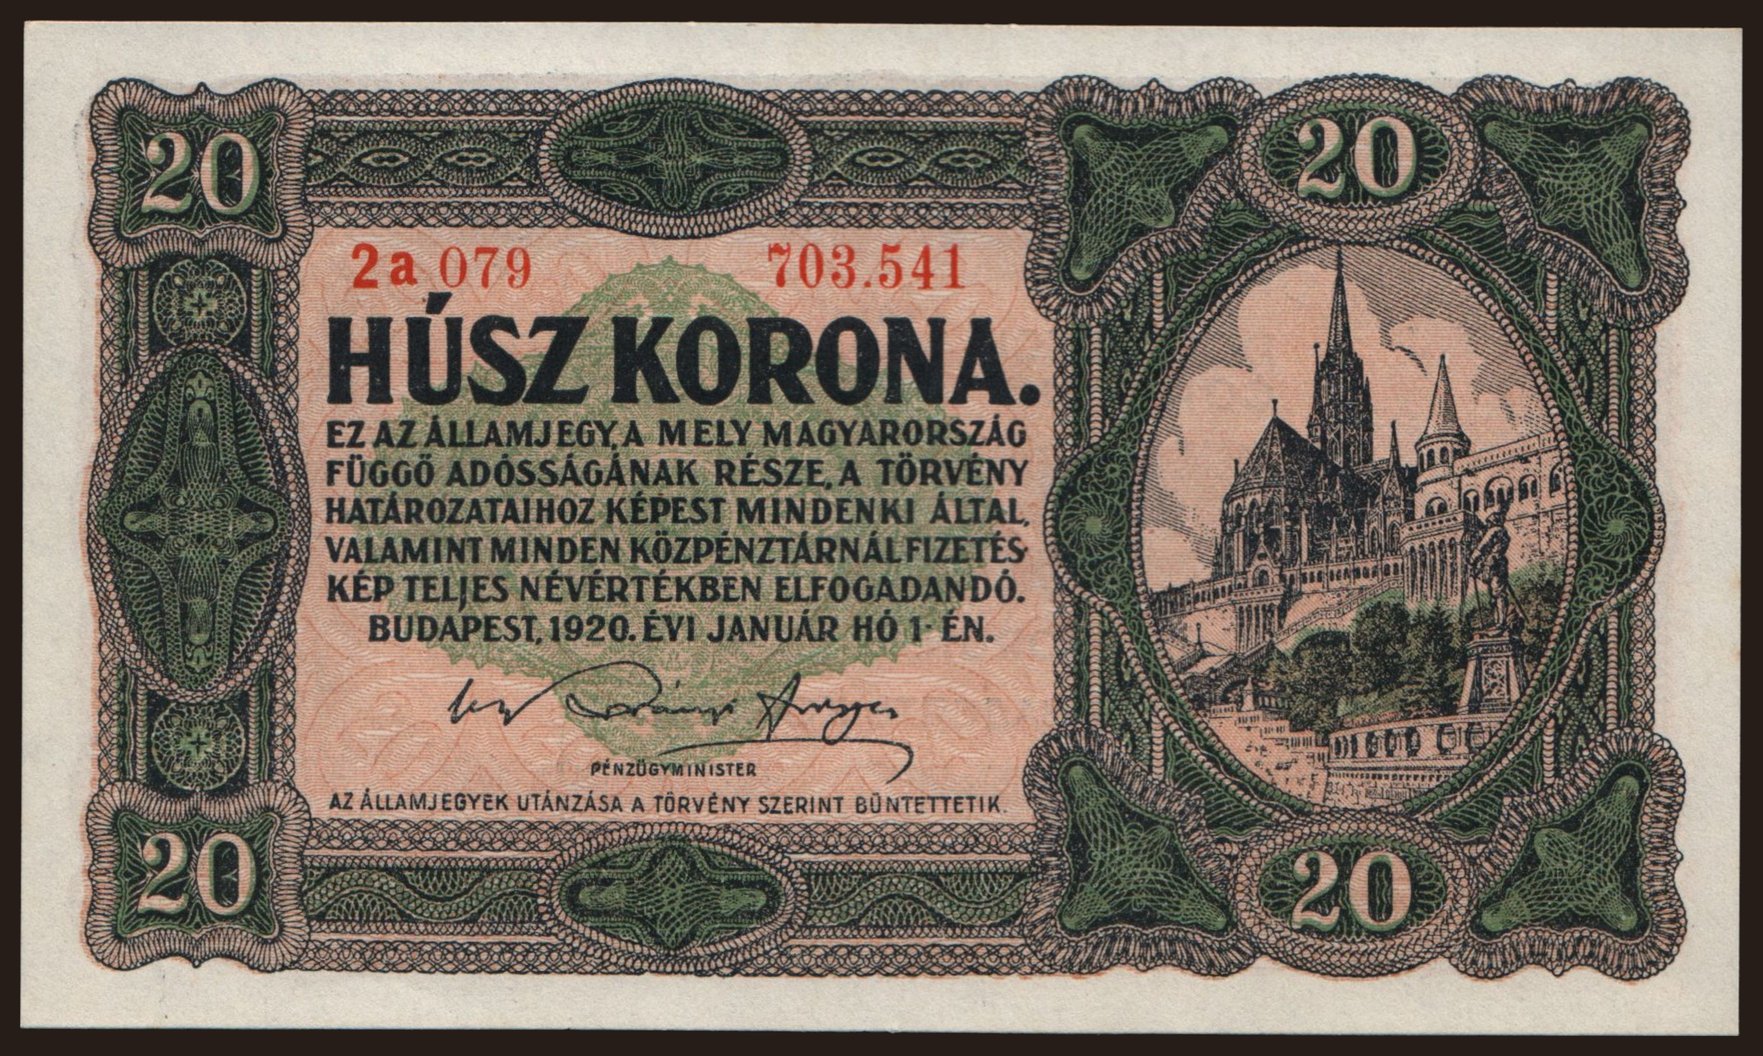 20
20
2a 079 703.541
HÚSZ KORONA.
EZ AZ ÁLLAMJEGY, A MELY MAGYARORSZÁG
FÜGGŐ ADÓSSÁGÁNAK RÉSZE, A TÖRVÉNY
HATÁROZATAIHOZ KÉPEST MINDENKI ÁLTAL,
VALAMINT MINDEN KÖZPÉNZTÁRNÁL FIZETÉS-
KÉP TELJES NÉVÉRTÉKBEN ELFOGADANDÓ.
BUDAPEST, 1920. ÉVI JANUÁR HÓ 1-ÉN.
PÉNZÜGYMINISTER
AZ ÁLLAMJEGYEK UTÁNZÁSA A TÖRVÉNY SZERINT BÜNTETTETIK.
20
20